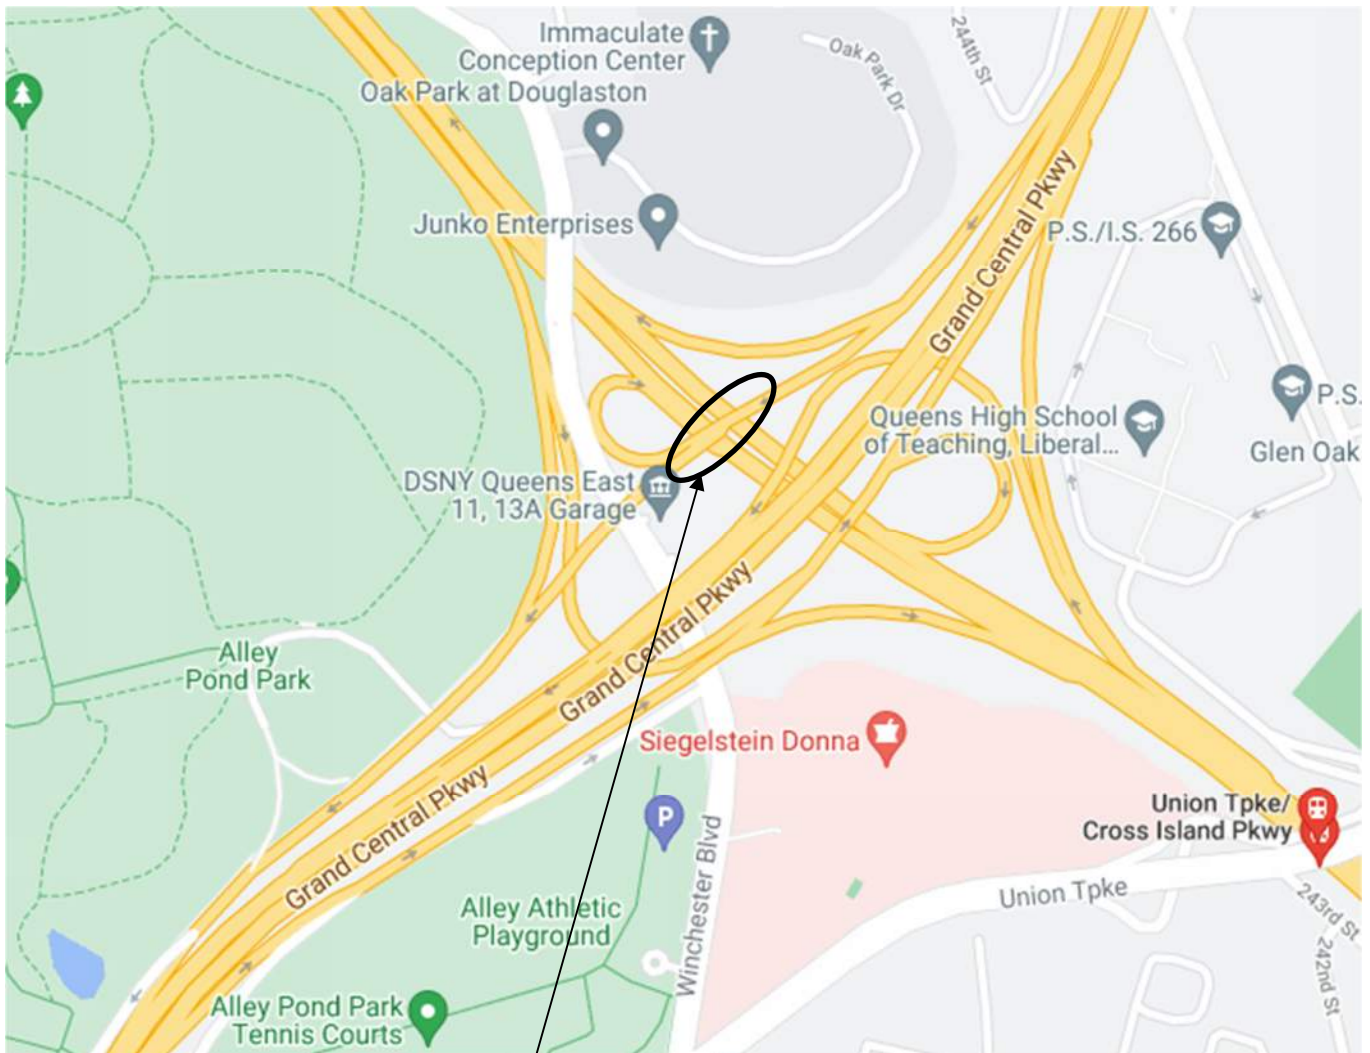 Immaculate
Conception Center
Oak Park at Douglaston
Oak Park Dr
244th St
Junko Enterprises
Grand Central Pkwy
P.S./I.S. 266
P.S.
Glen Oak
Queens High School
of Teaching, Liberal...
DSNY Queens East
11, 13A Garage
Grand Central Pkwy
Alley
Pond Park
Siegelstein Donna
Grand Central Pkwy
P
Union Tpke/
Cross Island Pkwy
Winchester Blvd
Union Tpke
243rd St
242nd St
Alley Athletic
Playground
Alley Pond Park
Tennis Courts